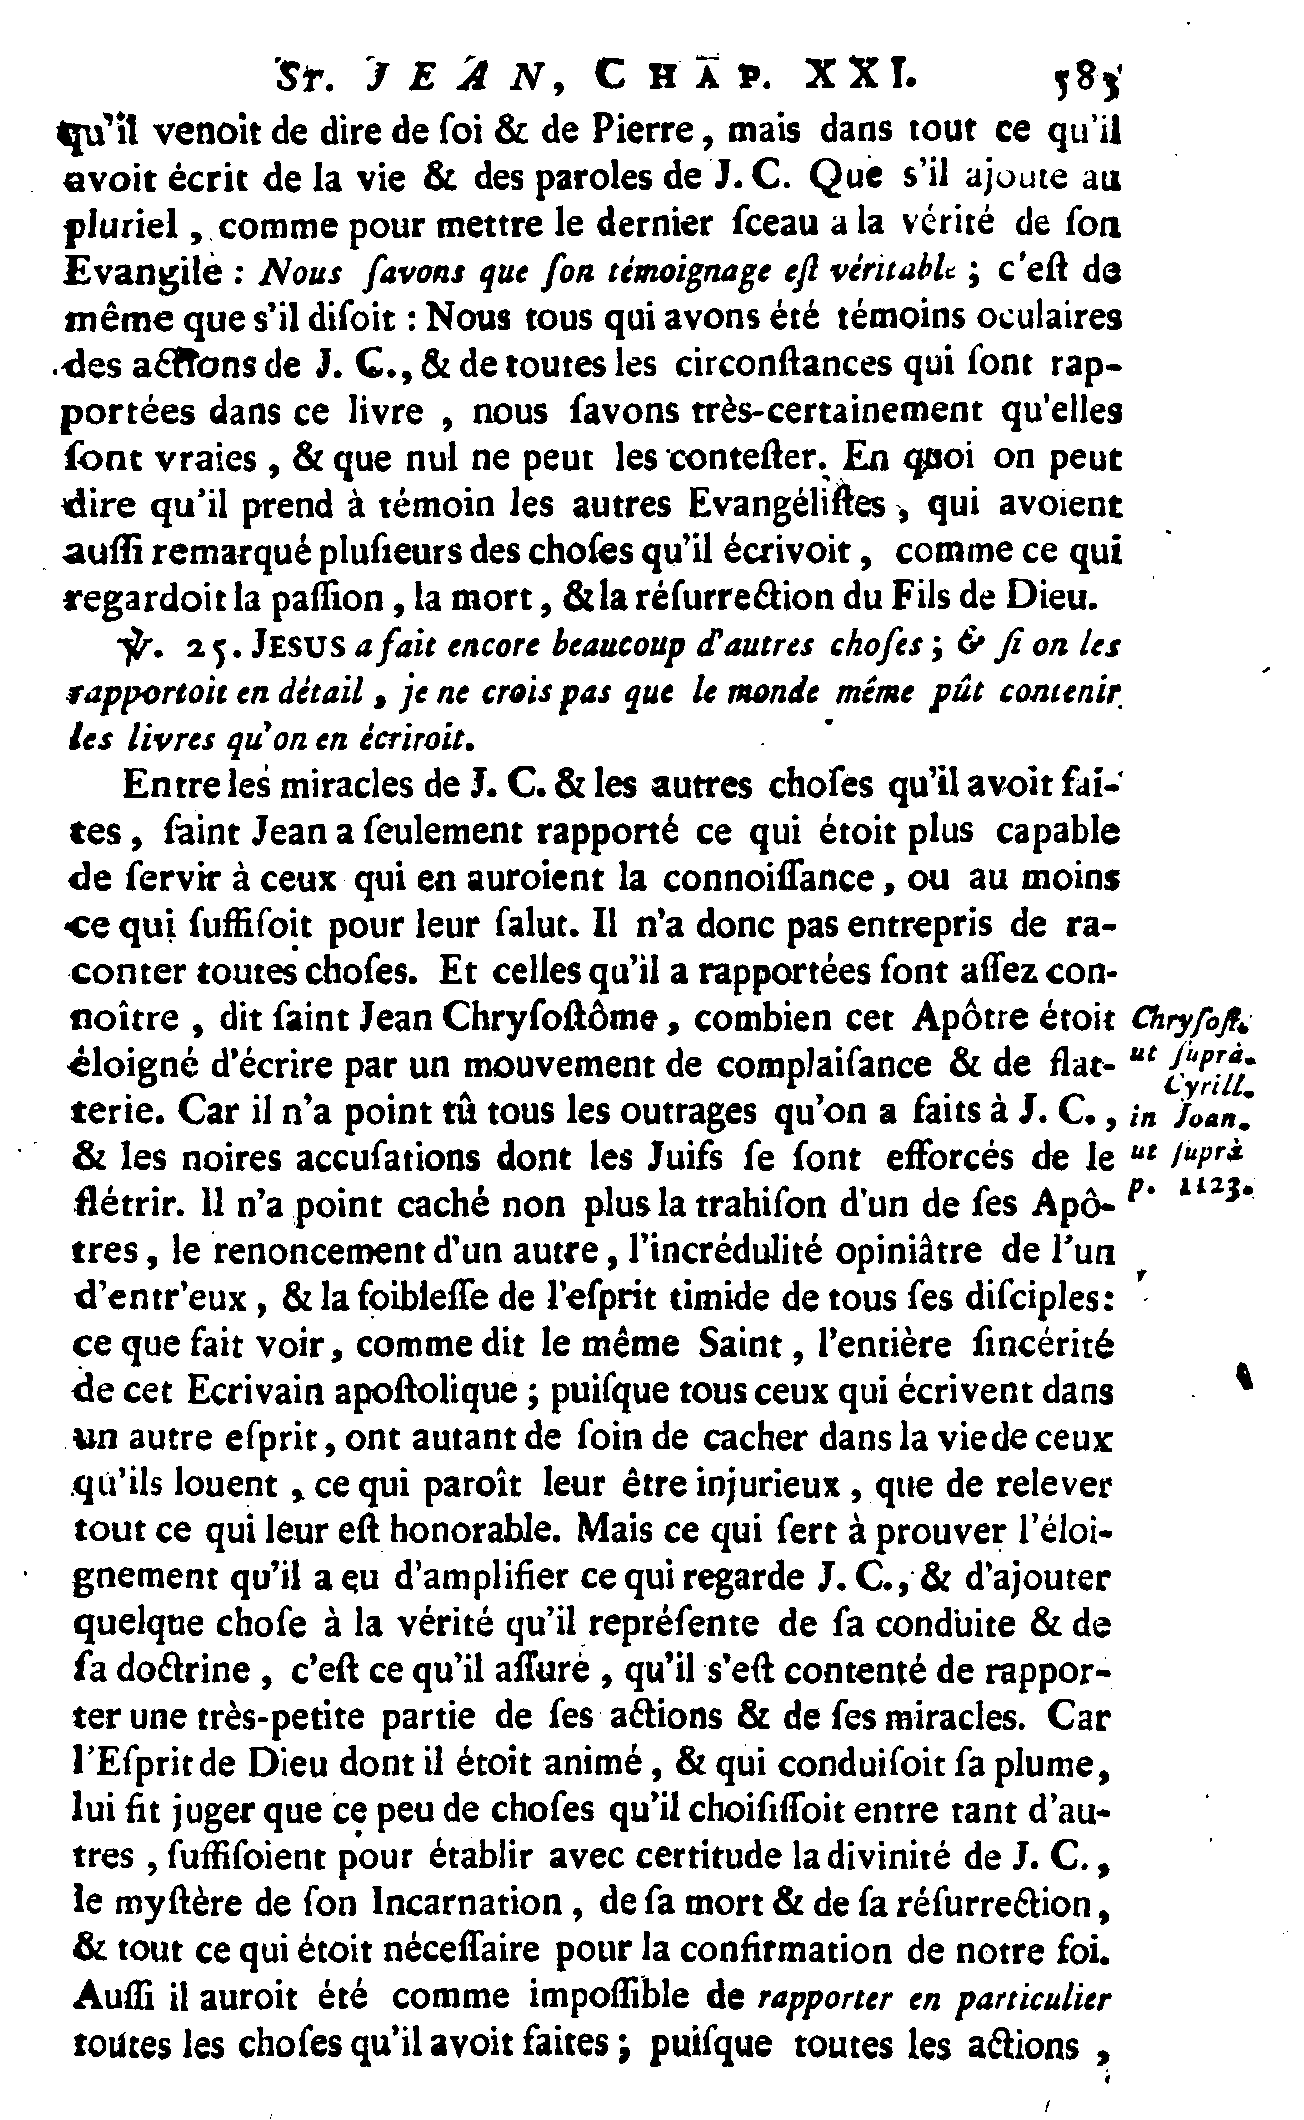 St. JEAN, CHAP. XXI. 585
qu'il venoit de dire de ſoi & de Pierre, mais dans tout ce qu'il
avoit écrit de la vie & des paroles de J. C. Que s'il ajoute au
pluriel, comme pour mettre le dernier ſceau a la vérité de ſon
Evangile : Nous ſavons que ſon témoignage eſt véritable ; c'eſt de
même que s'il diſoit : Nous tous qui avons été témoins oculaires
des actions de J. C., & de toutes les circonſtances qui ſont rap-
portées dans ce livre, nous ſavons très-certainement qu'elles
ſont vraies, & que nul ne peut les conteſter. En quoi on peut
dire qu'il prend à témoin les autres Evangéliſtes, qui avoient
auſſi remarqué pluſieurs des choſes qu'il écrivoit, comme ce qui
regardoit la paſſion, la mort, & la réſurrection du Fils de Dieu.
℣. 25. JESUS a fait encore beaucoup d'autres choſes ; & ſi on les
rapportoit en détail, je ne crois pas que le monde même pût contenir
les livres qu'on en écriroit.
Entre les miracles de J. C. & les autres choſes qu'il avoit fai-
tes, ſaint Jean a ſeulement rapporté ce qui étoit plus capable
de ſervir à ceux qui en auroient la connoiſſance, ou au moins
ce qui ſuffiſoit pour leur ſalut. Il n'a donc pas entrepris de ra-
conter toutes choſes. Et celles qu'il a rapportées font aſſez con-
noître, dit ſaint Jean Chryſoſtôme, combien cet Apôtre étoit
éloigné d'écrire par un mouvement de complaiſance & de flat-
terie. Car il n'a point tû tous les outrages qu'on a faits à J. C.,
& les noires accuſations dont les Juifs ſe ſont efforcés de le
flétrir. Il n'a point caché non plus la trahiſon d'un de ſes Apô-
tres, le renoncement d'un autre, l'incrédulité opiniâtre de l'un
d'entr'eux, & la foibleſſe de l'eſprit timide de tous ſes diſciples:
ce que fait voir, comme dit le même Saint, l'entière ſincérité
de cet Ecrivain apoſtolique ; puiſque tous ceux qui écrivent dans
un autre eſprit, ont autant de ſoin de cacher dans la vie de ceux
qu'ils louent, ce qui paroît leur être injurieux, que de relever
tout ce qui leur eſt honorable. Mais ce qui ſert à prouver l'éloi-
gnement qu'il a eu d'amplifier ce qui regarde J. C., & d'ajouter
quelque choſe à la vérité qu'il repréſente de ſa conduite & de
ſa doctrine, c'eſt ce qu'il aſſure, qu'il s'eſt contenté de rappor-
ter une très-petite partie de ſes actions & de ſes miracles. Car
l'Eſprit de Dieu dont il étoit animé, & qui conduiſoit ſa plume,
lui fit juger que ce peu de choſes qu'il choiſiſſoit entre tant d'au-
tres, ſuffiſoient pour établir avec certitude la divinité de J. C.,
le myſtère de ſon Incarnation, de ſa mort & de ſa réſurrection,
& tout ce qui étoit néceſſaire pour la confirmation de notre foi.
Auſſi il auroit été comme impoſſible de rapporter en particulier
toutes les choſes qu'il avoit faites ; puiſque toutes les actions,
Chryſoſt.
ut ſuprà.
Cyrill.
in Joan.
ut ſuprà
p. 1123.